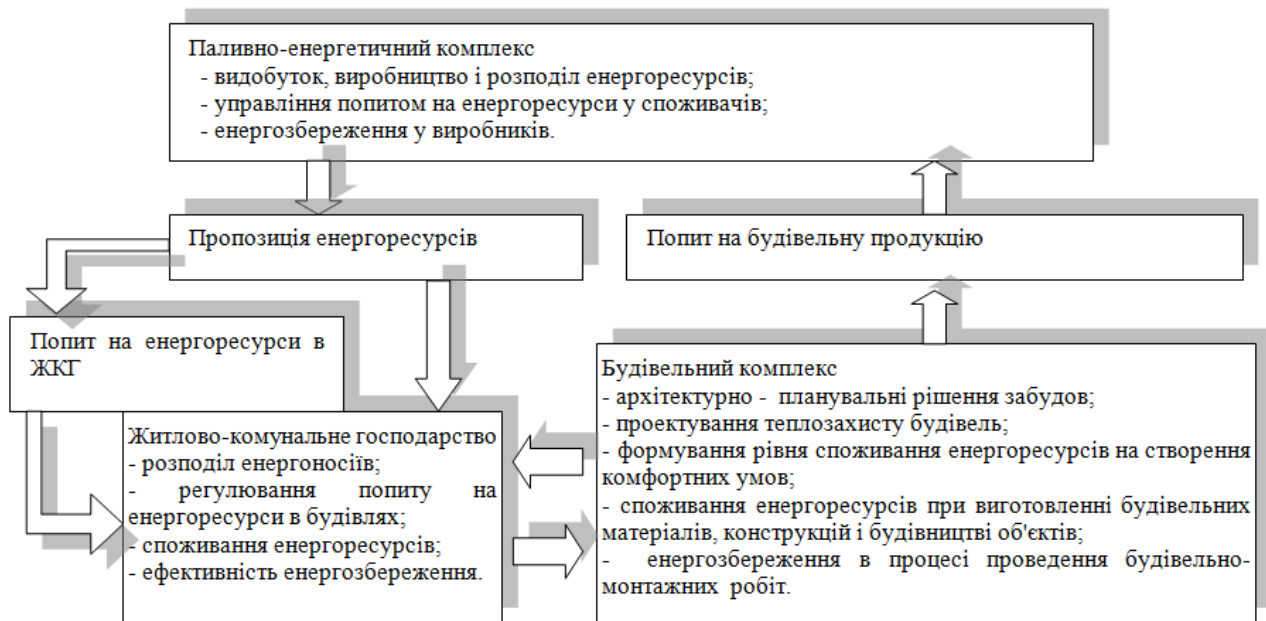 Паливно-енергетичний комплекс
- видобуток, виробництво і розподіл енергоресурсів;
- управління попитом на енергоресурси у споживачів;
- енергозбереження у виробників.
Пропозиція енергоресурсів
Попит на будівельну продукцію
Попит на енергоресурси в
ЖКГ
Житлово-комунальне господарство
- розподіл енергоносіїв;
- регулювання попиту на
енергоресурси в будівлях;
- споживання енергоресурсів;
- ефективність енергозбереження.
Будівельний комплекс
- архітектурно - планувальні рішення забудов;
- проектування теплозахисту будівель;
- формування рівня споживання енергоресурсів на створення
комфортних умов;
- споживання енергоресурсів при виготовленні будівельних
матеріалів, конструкцій і будівництві об'єктів;
- енергозбереження в процесі проведення будівельно-
монтажних робіт.